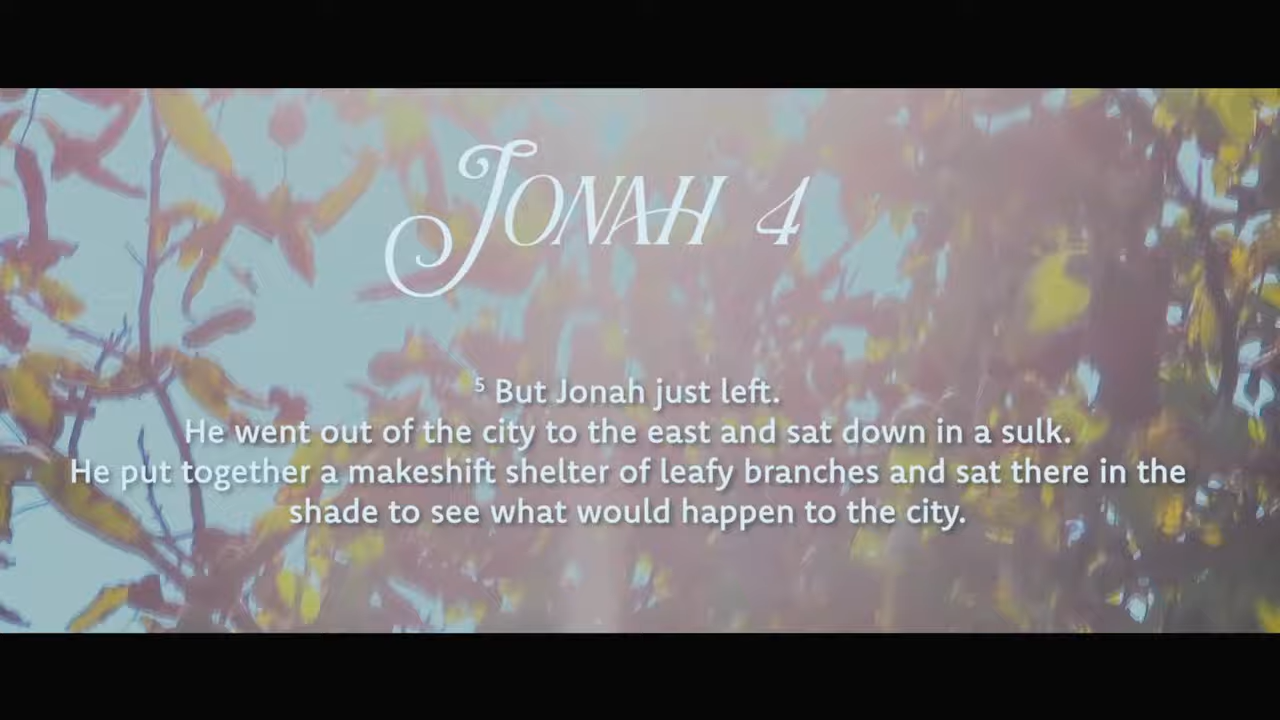 JONAH 4
⁵ But Jonah just left.
He went out of the city to the east and sat down in a sulk.
He put together a makeshift shelter of leafy branches and sat there in the
shade to see what would happen to the city.